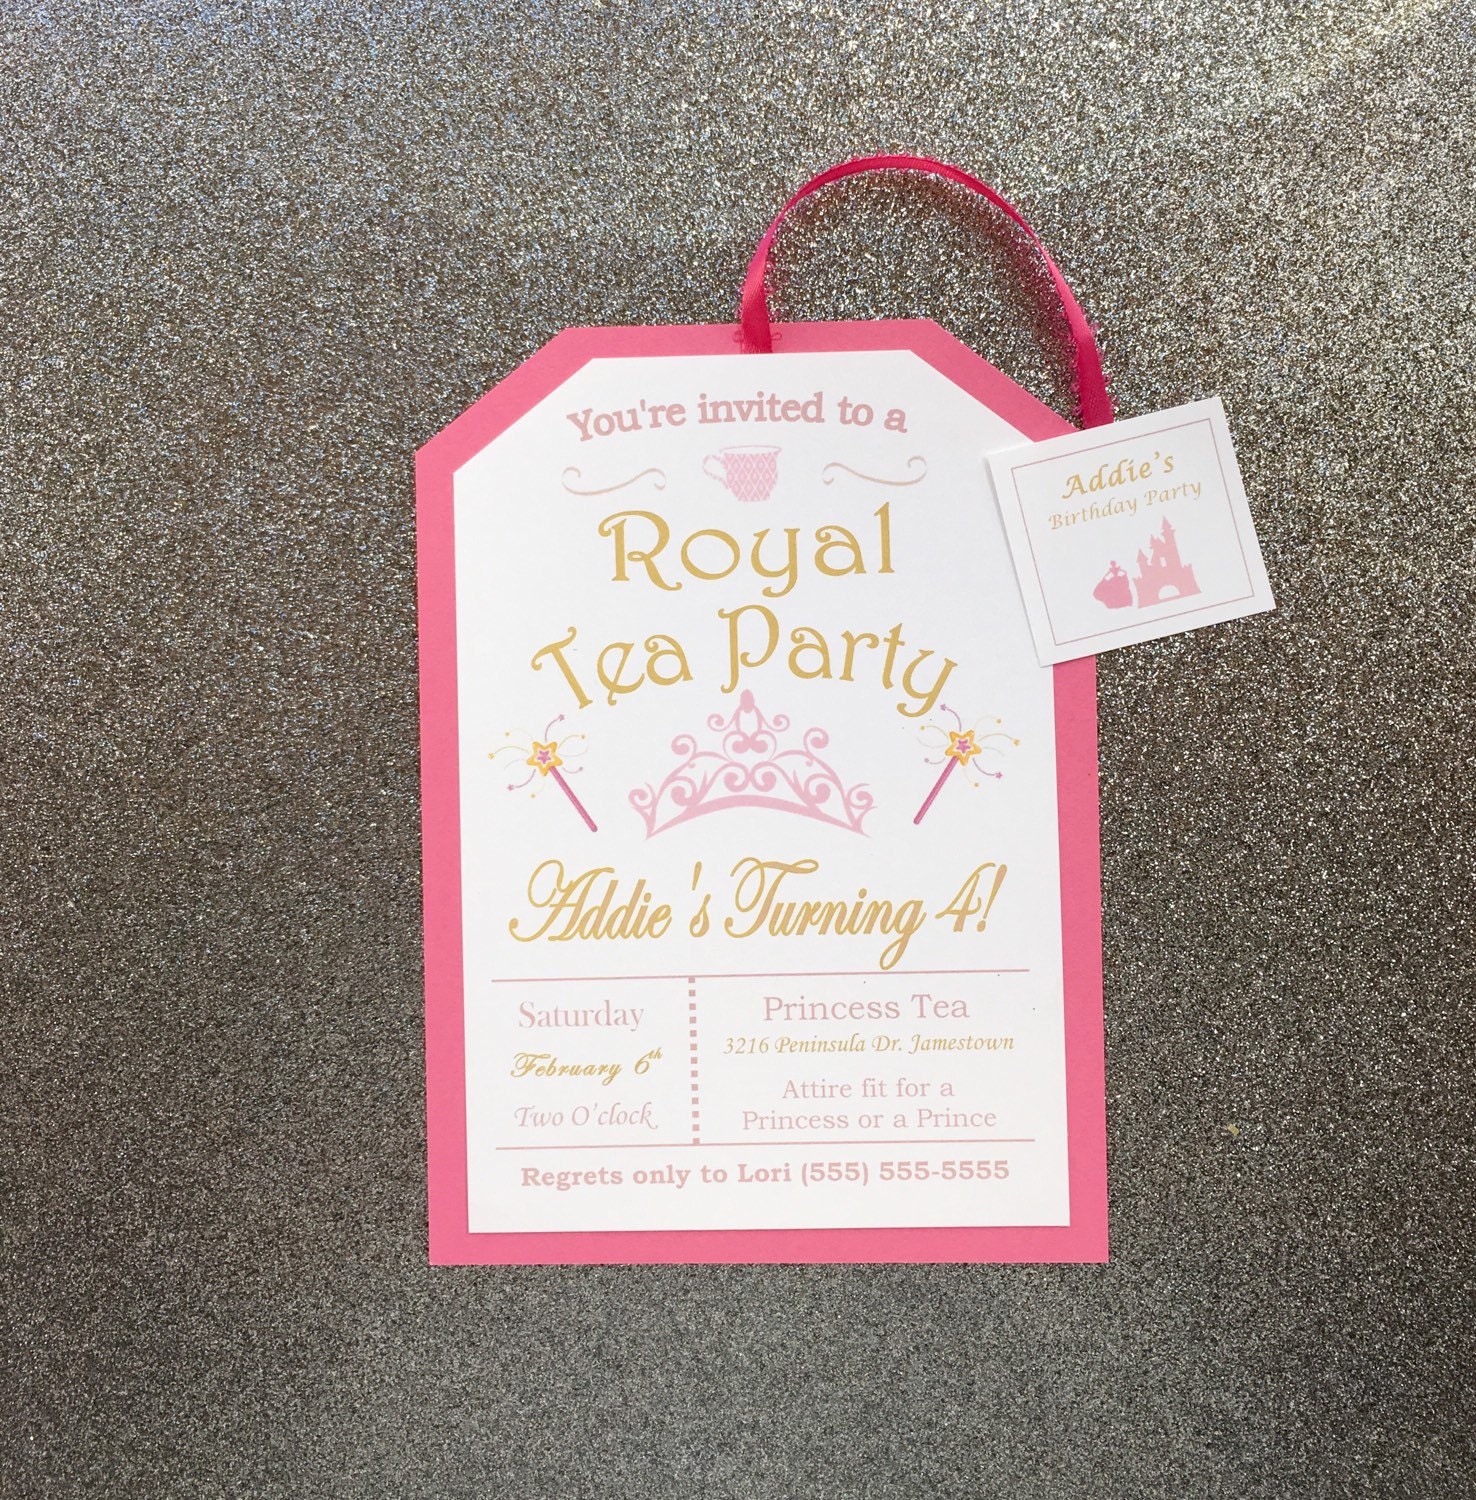 You're invited to a
Royal
Tea Party
Addie's Turning 4!
Saturday
February 6th
Two O'clock
Princess Tea
3216 Peninsula Dr. Jamestown
Attire fit for a
Princess or a Prince
Regrets only to Lori (555) 555-5555
Addie's
Birthday Party